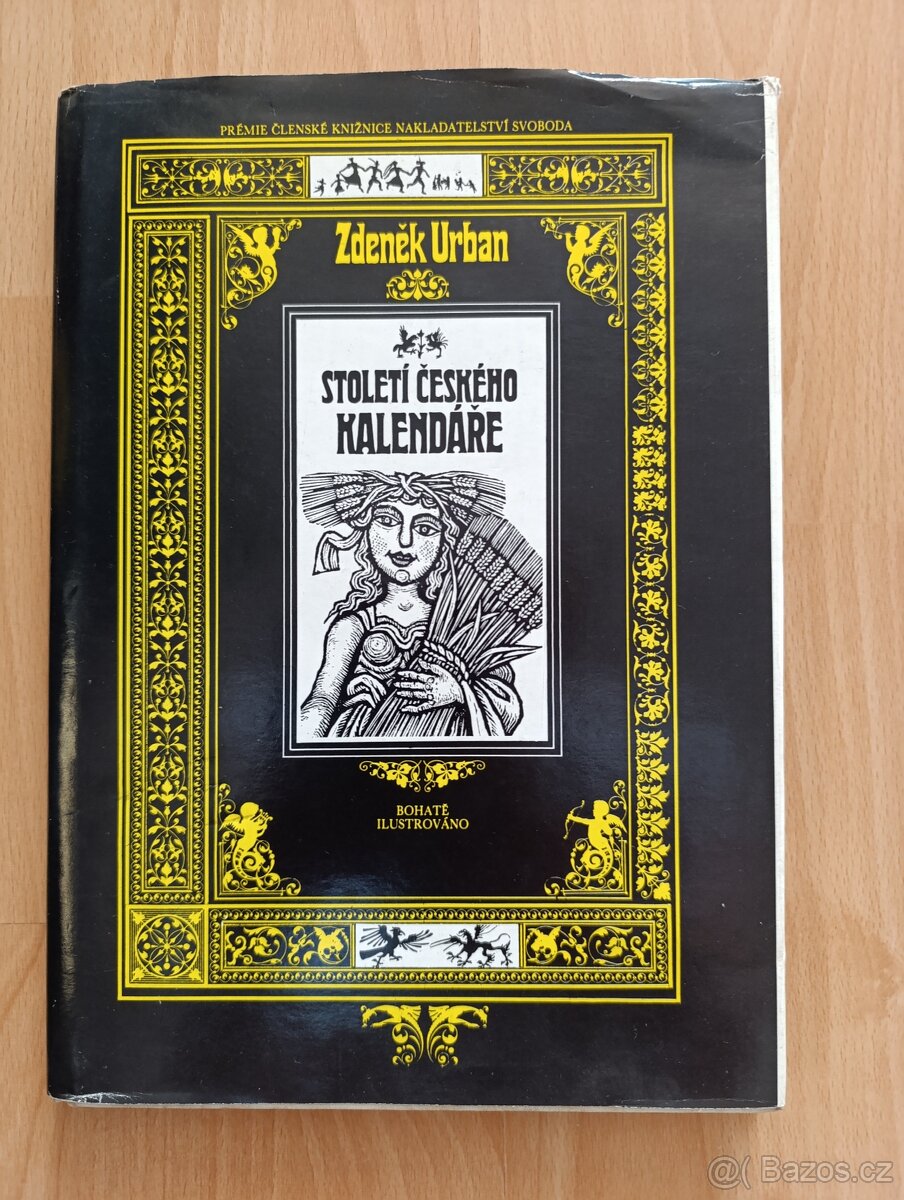 PRÉMIE ČLENSKÉ KNIŽNICE NAKLADATELSTVÍ SVOBODA
Zdeněk Urban
STOLETÍ ČESKÉHO
KALENDÁŘE
BOHATĚ
ILUSTROVÁNO
@( Bazos.cz